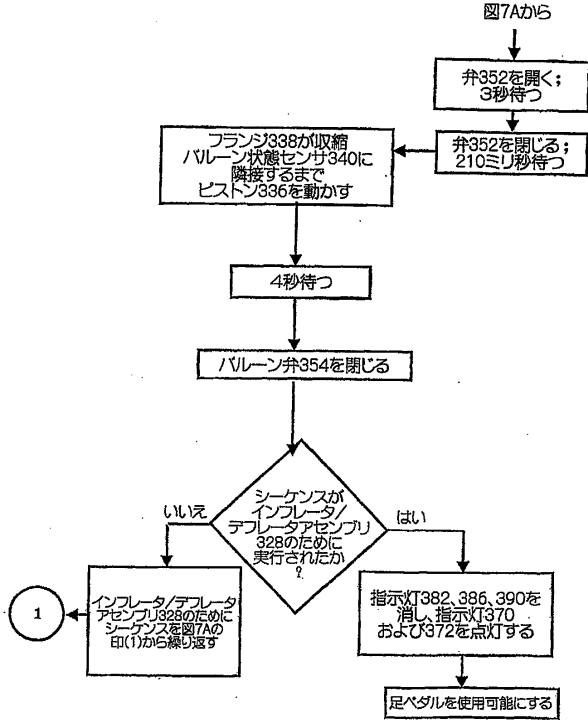 図7Aから
弁352を開く;
3秒待つ
弁352を閉じる;
210ミリ秒待つ
フランジ338が収縮
バルーン状態センサ340に
隣接するまで
ピストン336を動かす
4秒待つ
バルーン弁354を閉じる
シーケンスが
インフレータ/
デフレータアセンブリ
328のために
実行されたか
?
いいえ
はい
インフレータ/デフレータ
アセンブリ328のために
シーケンスを図7Aの
印(1)から繰り返す
1
指示灯382、386、390を
消し、指示灯370
および372を点灯する
足ペダルを使用可能にする